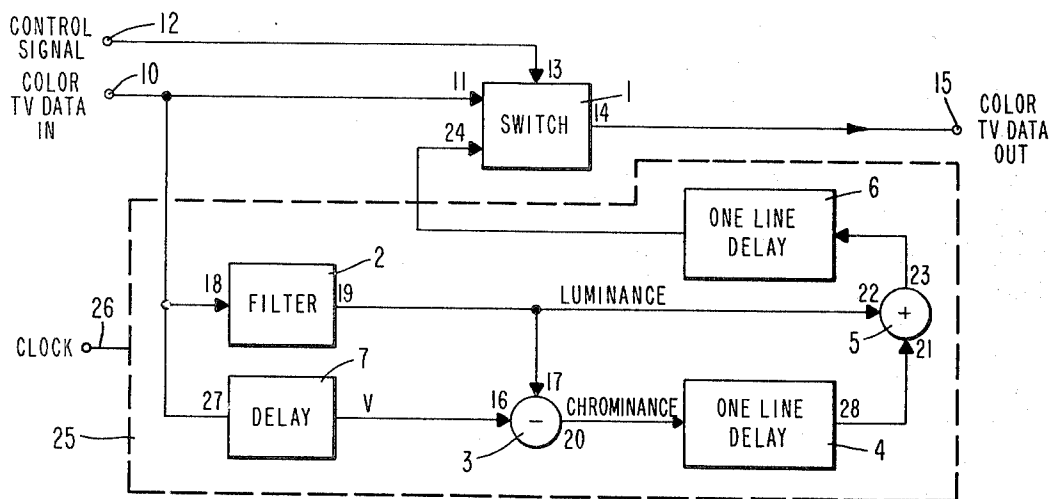 CONTROL
SIGNAL
12
COLOR
TV DATA
IN
10
11
13
SWITCH
1
14
24
15
COLOR
TV DATA
OUT
ONE LINE
DELAY
6
18
FILTER
2
19
LUMINANCE
22
23
+
5
21
CLOCK
26
25
27
DELAY
7
V
16
17
-
3
20
CHROMINANCE
ONE LINE
DELAY
28
4